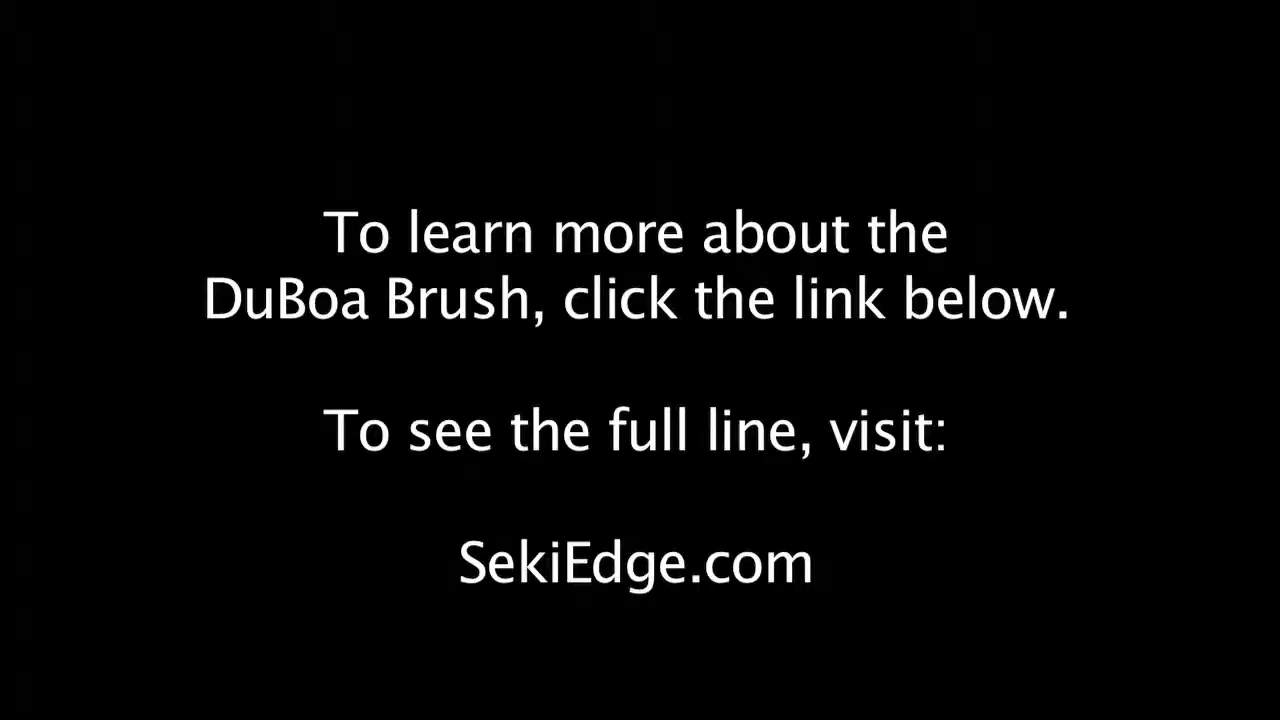 To learn more about the
DuBoa Brush, click the link below.
To see the full line, visit:
SekiEdge.com